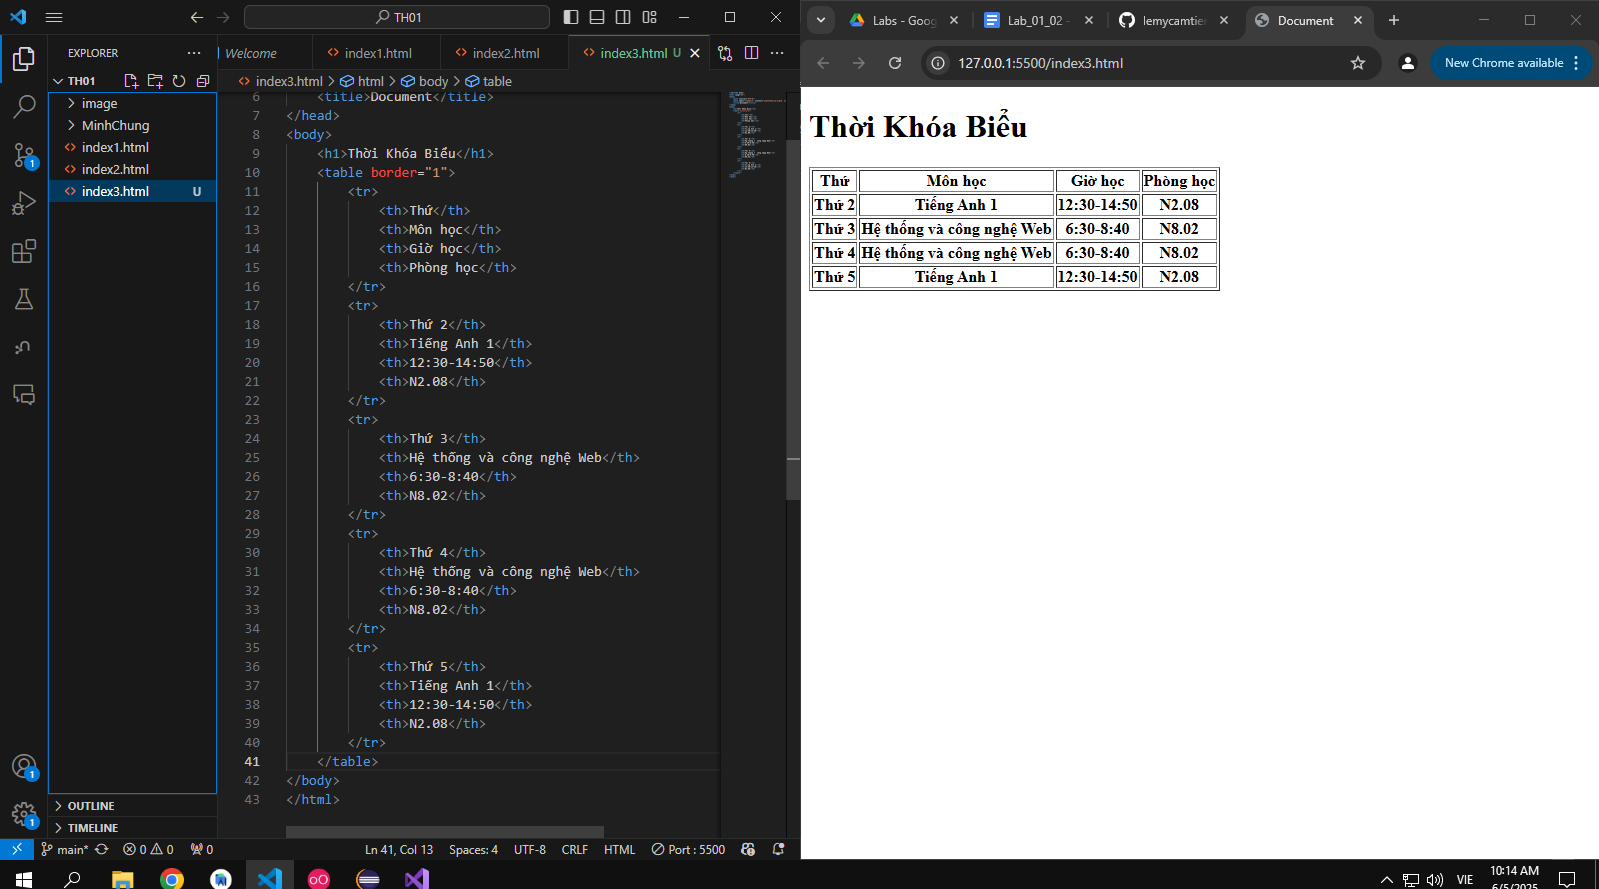 TH01
EXPLORER
Welcome
index1.html
index2.html
index3.html U
TH01
index3.html > html > body > table
image
MinhChung
index1.html
index2.html
index3.html U
6 <title>Document</title>
7 </head>
8 <body>
9 <h1>Thời Khóa Biểu</h1>
10 <table border="1">
11 <tr>
12 <th>Thứ</th>
13 <th>Môn học</th>
14 <th>Giờ học</th>
15 <th>Phòng học</th>
16 </tr>
17 <tr>
18 <th>Thứ 2</th>
19 <th>Tiếng Anh 1</th>
20 <th>12:30-14:50</th>
21 <th>N2.08</th>
22 </tr>
23 <tr>
24 <th>Thứ 3</th>
25 <th>Hệ thống và công nghệ Web</th>
26 <th>6:30-8:40</th>
27 <th>N8.02</th>
28 </tr>
29 <tr>
30 <th>Thứ 4</th>
31 <th>Hệ thống và công nghệ Web</th>
32 <th>6:30-8:40</th>
33 <th>N8.02</th>
34 </tr>
35 <tr>
36 <th>Thứ 5</th>
37 <th>Tiếng Anh 1</th>
38 <th>12:30-14:50</th>
39 <th>N2.08</th>
40 </tr>
41 </table>
42 </body>
43 </html>
1
1
1
OUTLINE
TIMELINE
main* 0 0 0 Ln 41, Col 13 Spaces: 4 UTF-8 CRLF HTML Port : 5500
Labs - Goog
Lab_01_02 -
lemycamtien
Document
127.0.0.1:5500/index3.html
New Chrome available
Thời Khóa Biểu
Thứ Môn học Giờ học Phòng học
Thứ 2 Tiếng Anh 1 12:30-14:50 N2.08
Thứ 3 Hệ thống và công nghệ Web 6:30-8:40 N8.02
Thứ 4 Hệ thống và công nghệ Web 6:30-8:40 N8.02
Thứ 5 Tiếng Anh 1 12:30-14:50 N2.08
VIE
10:14 AM
6/5/2025